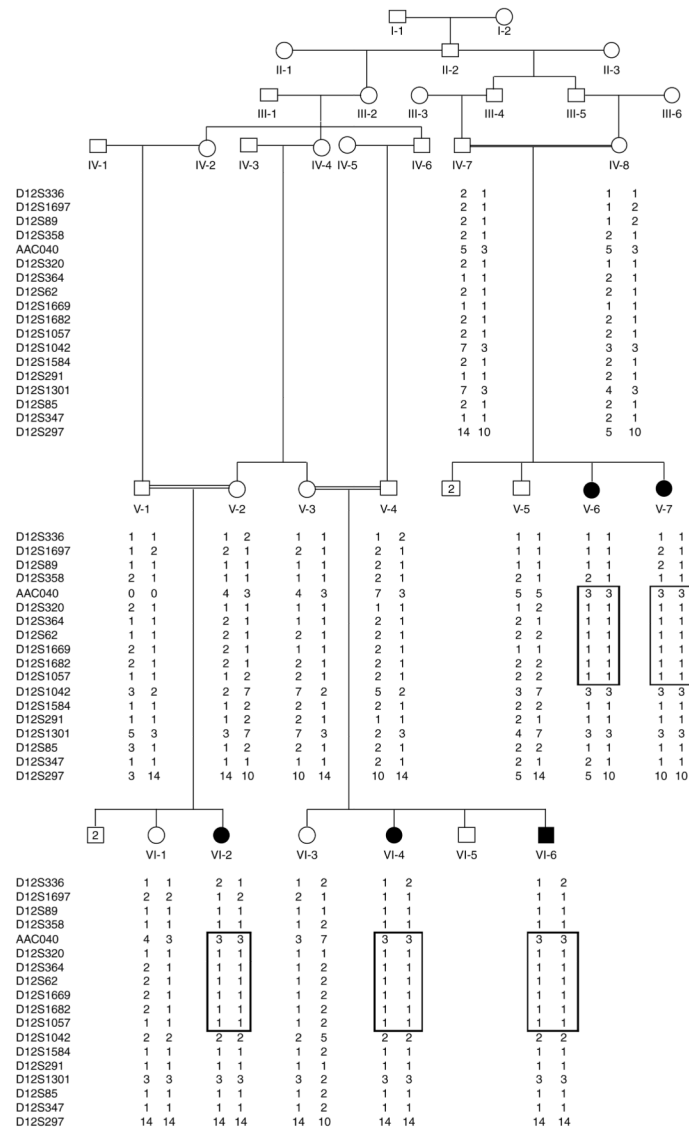 I-1 I-2
II-1 II-2 II-3
III-1 III-2 III-3 III-4 III-5 III-6
IV-1 IV-2 IV-3 IV-4 IV-5 IV-6 IV-7 IV-8
D12S336 2 1 1 1
D12S1697 2 1 1 2
D12S89 2 1 1 2
D12S358 2 1 2 1
AAC040 5 3 5 3
D12S320 2 1 1 1
D12S364 1 1 2 1
D12S62 2 1 2 1
D12S1669 1 1 1 1
D12S1682 2 1 2 1
D12S1057 2 1 2 1
D12S1042 7 3 3 3
D12S1584 2 1 2 1
D12S291 1 1 2 1
D12S1301 7 3 4 3
D12S85 2 1 2 1
D12S347 1 1 2 1
D12S297 14 10 5 10
2
V-1 V-2 V-3 V-4 V-5 V-6 V-7
D12S336 1 1 1 2 1 1 1 2 1 1 1 1 1 1
D12S1697 1 2 2 1 1 1 2 1 1 1 1 1 2 1
D12S89 1 1 1 1 1 1 2 1 1 1 1 1 2 1
D12S358 2 1 1 1 1 1 2 1 2 1 2 1 1 1
AAC040 0 0 4 3 4 3 7 3 5 5 3 3 3 3
D12S320 2 1 1 1 1 1 1 1 1 2 1 1 1 1
D12S364 1 1 2 1 2 1 2 1 2 1 1 1 1 1
D12S62 1 1 2 1 2 1 2 1 2 2 1 1 1 1
D12S1669 2 1 2 1 1 1 2 1 1 1 1 1 1 1
D12S1682 2 1 2 1 2 1 2 1 2 2 1 1 1 1
D12S1057 1 1 1 2 1 1 2 1 2 2 1 1 1 1
D12S1042 3 2 2 7 7 2 5 2 3 7 3 3 3 3
D12S1584 1 1 1 2 2 1 2 1 2 2 1 1 1 1
D12S291 1 1 1 2 2 1 1 1 2 1 1 1 1 1
D12S1301 5 3 3 7 7 3 2 3 4 7 3 3 3 3
D12S85 3 1 1 2 2 1 2 1 2 2 1 1 1 1
D12S347 1 1 1 1 1 1 2 1 2 1 1 1 1 1
D12S297 3 14 14 10 10 14 10 14 5 14 5 10 10 10
2
VI-1 VI-2 VI-3 VI-4 VI-5 VI-6
D12S336 1 1 2 1 1 2 1 2 1 2
D12S1697 2 2 1 2 2 1 1 2 1 2
D12S89 1 1 1 1 1 1 1 1 1 1
D12S358 1 1 1 1 1 2 1 1 1 1
AAC040 4 3 3 3 3 7 3 3 3 3
D12S320 1 1 1 1 1 1 1 1 1 1
D12S364 2 1 1 1 1 2 1 1 1 1
D12S62 2 1 1 1 1 2 1 1 1 1
D12S1669 2 1 1 1 1 2 1 1 1 1
D12S1682 2 1 1 1 1 2 1 1 1 1
D12S1057 1 1 1 1 1 2 1 1 1 1
D12S1042 2 2 2 2 2 5 2 2 2 2
D12S1584 1 1 1 1 1 2 1 1 1 1
D12S291 1 1 1 1 1 1 1 1 1 1
D12S1301 3 3 3 3 3 2 3 3 3 3
D12S85 1 1 1 1 1 2 1 1 1 1
D12S347 1 1 1 1 1 2 1 1 1 1
D12S297 14 14 14 14 14 10 14 14 14 14